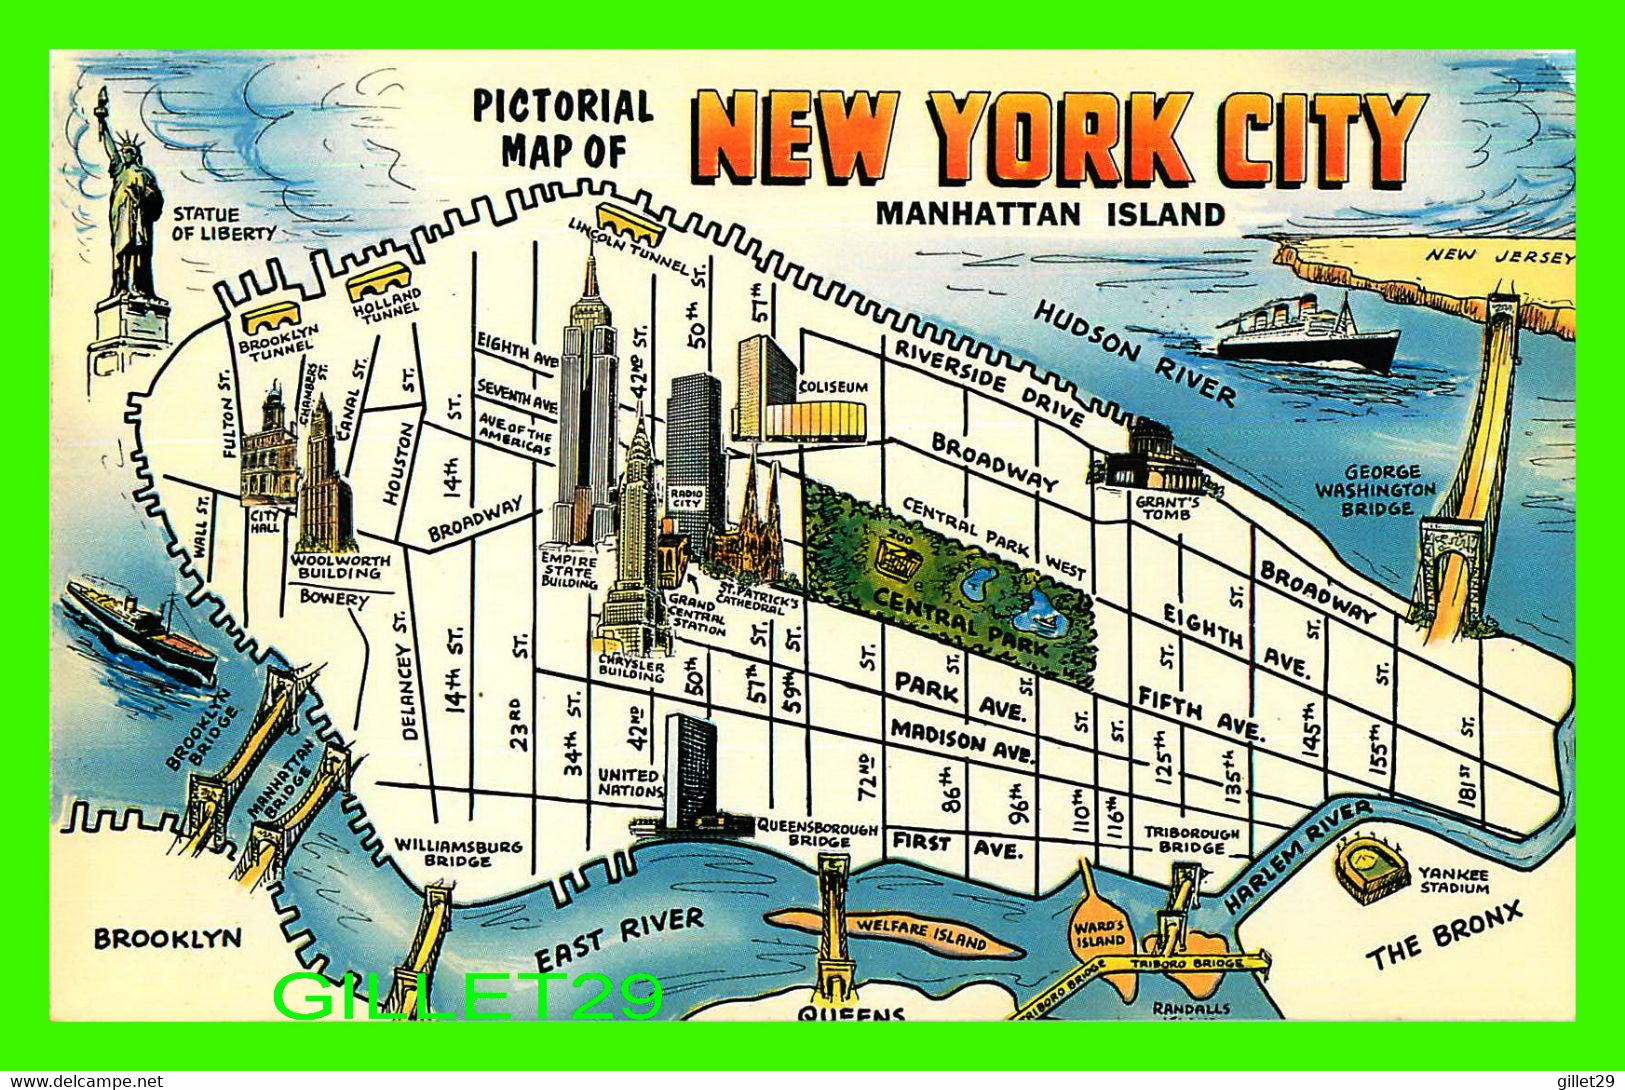 PICTORIAL
MAP OF
NEW YORK CITY
MANHATTAN ISLAND
STATUE
OF LIBERTY
NEW JERSEY
HUDSON RIVER
LINCOLN TUNNEL
HOLLAND
TUNNEL
BROOKLYN
TUNNEL
EIGHTH AVE
SEVENTH AVE
AVE. OF THE
AMERICAS
42ND ST.
50th ST.
57th
COLISEUM
RIVERSIDE DRIVE
BROADWAY
FULTON ST.
CHAMBERS
ST.
CANAL ST.
HOUSTON ST.
14th ST.
BROADWAY
RADIO
CITY
GRANT'S
TOMB
GEORGE
WASHINGTON
BRIDGE
WALL ST.
CITY
HALL
WOOLWORTH
BUILDING
BOWERY
EMPIRE
STATE
BUILDING
GRAND
CENTRAL
STATION
ST. PATRICK'S
CATHEDRAL
ZOO
CENTRAL PARK
CENTRAL PARK WEST
BROADWAY
EIGHTH AVE.
FIFTH AVE.
PARK AVE.
MADISON AVE.
CHRYSLER
BUILDING
DELANCEY ST.
14th ST.
23RD ST.
34th ST.
42ND
50th
57th ST.
59th ST.
72ND ST.
86th ST.
96th ST.
110th ST.
116th ST.
125th ST.
135th ST.
145th ST.
155th ST.
181ST ST.
UNITED
NATIONS
BROOKLYN
BRIDGE
MANHATTAN
BRIDGE
WILLIAMSBURG
BRIDGE
QUEENSBOROUGH
BRIDGE
FIRST AVE.
TRIBOROUGH
BRIDGE
HARLEM RIVER
YANKEE
STADIUM
THE BRONX
BROOKLYN
EAST RIVER
WELFARE ISLAND
WARD'S
ISLAND
TRIBORO BRIDGE
TRIBORO BRIDGE
RANDALLS
QUEENS
GILLET29
https://www.delcampe.net
gillet29